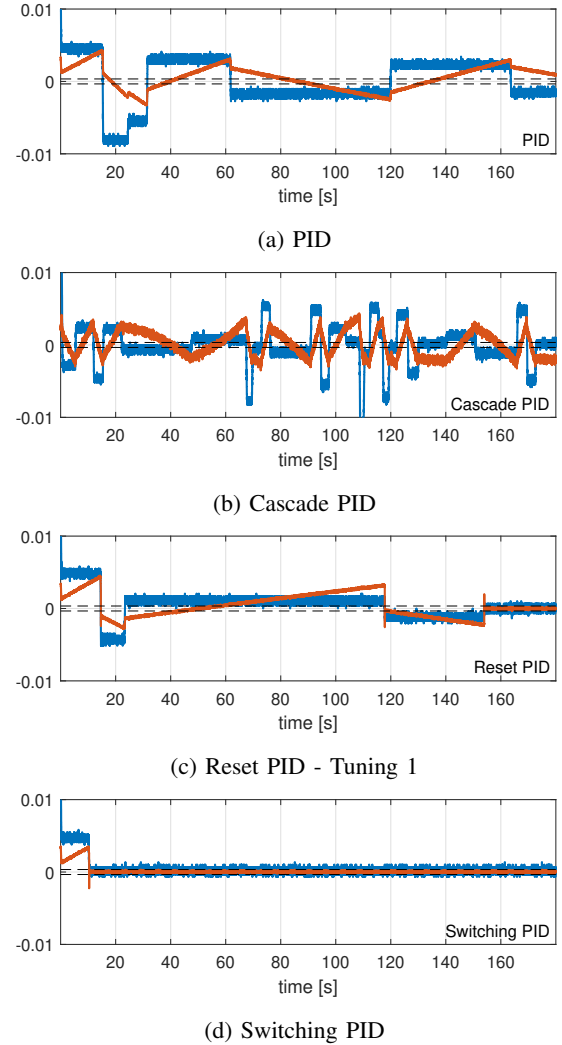 0.01
0
-0.01
PID
20 40 60 80 100 120 140 160
time [s]
(a) PID
0.01
0
-0.01
Cascade PID
20 40 60 80 100 120 140 160
time [s]
(b) Cascade PID
0.01
0
-0.01
Reset PID
20 40 60 80 100 120 140 160
time [s]
(c) Reset PID - Tuning 1
0.01
0
-0.01
Switching PID
20 40 60 80 100 120 140 160
time [s]
(d) Switching PID